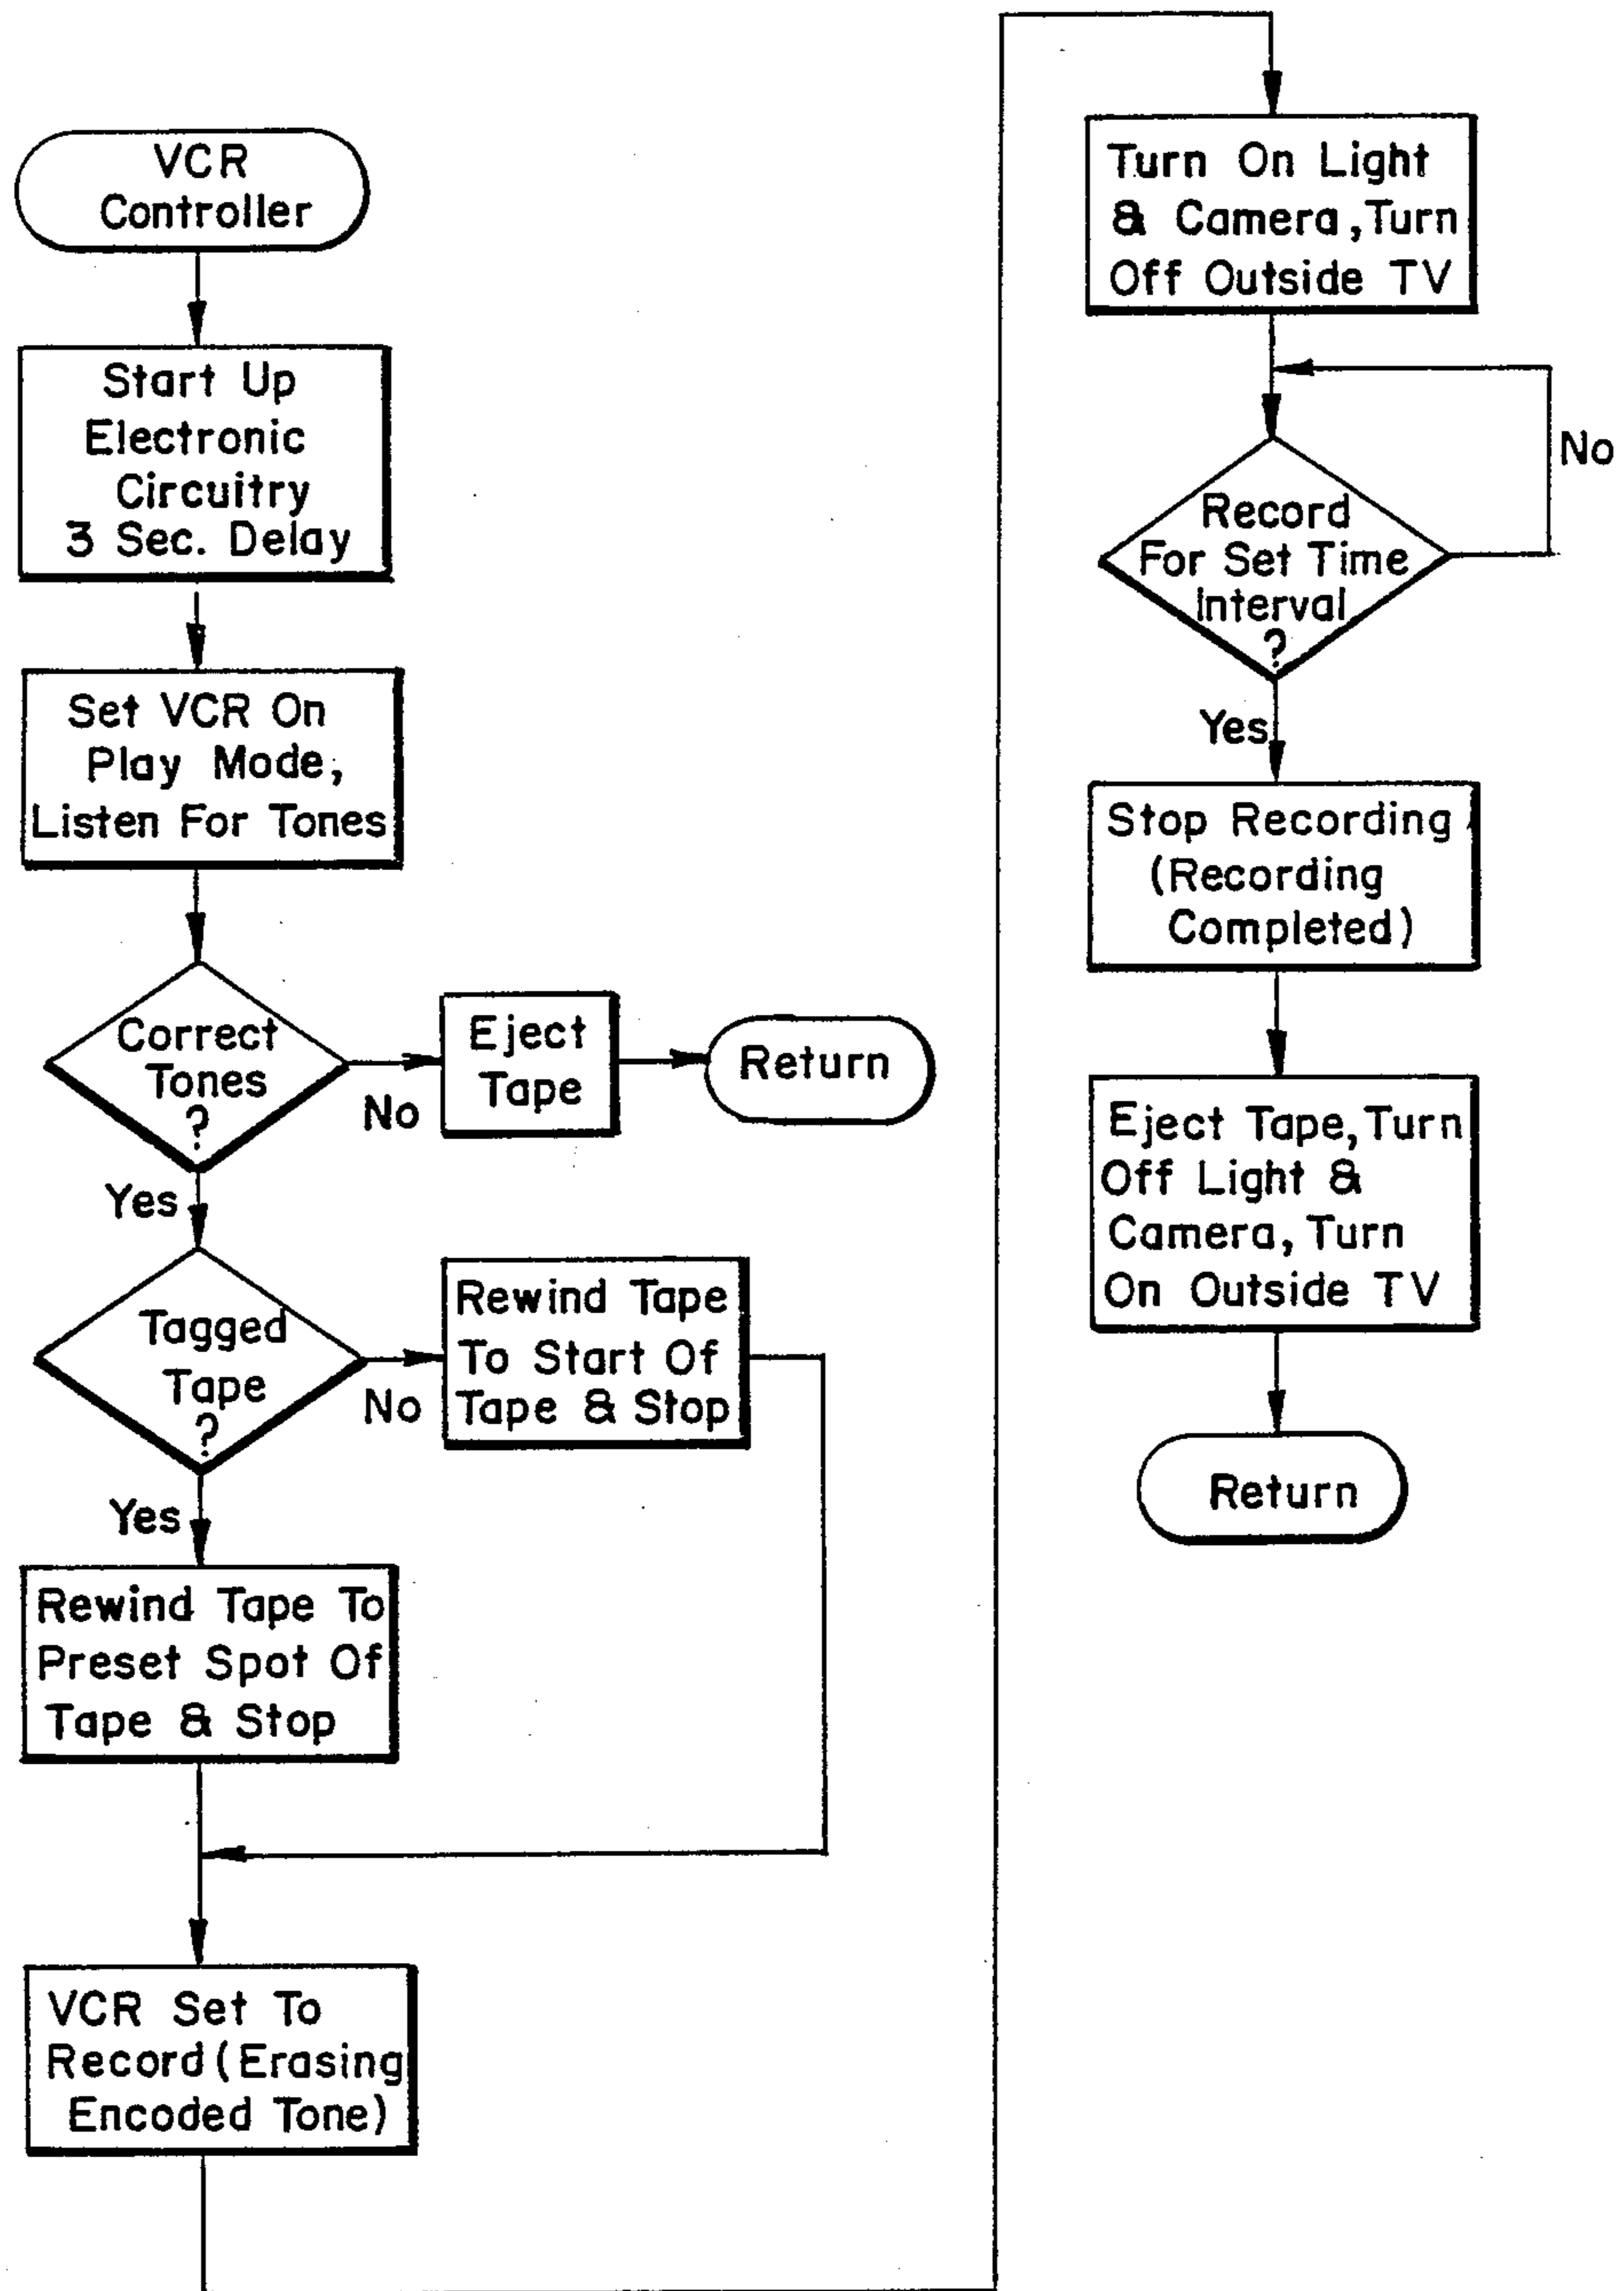 VCR
Controller
Start Up
Electronic
Circuitry
3 Sec. Delay
Set VCR On
Play Mode,
Listen For Tones
Correct
Tones
?
No
Eject
Tape
Return
Yes
Tagged
Tape
?
No
Rewind Tape
To Start Of
Tape & Stop
Yes
Rewind Tape To
Preset Spot Of
Tape & Stop
VCR Set To
Record (Erasing
Encoded Tone)
Turn On Light
& Camera, Turn
Off Outside TV
Record
For Set Time
Interval
?
No
Yes
Stop Recording
(Recording
Completed)
Eject Tape, Turn
Off Light &
Camera, Turn
On Outside TV
Return